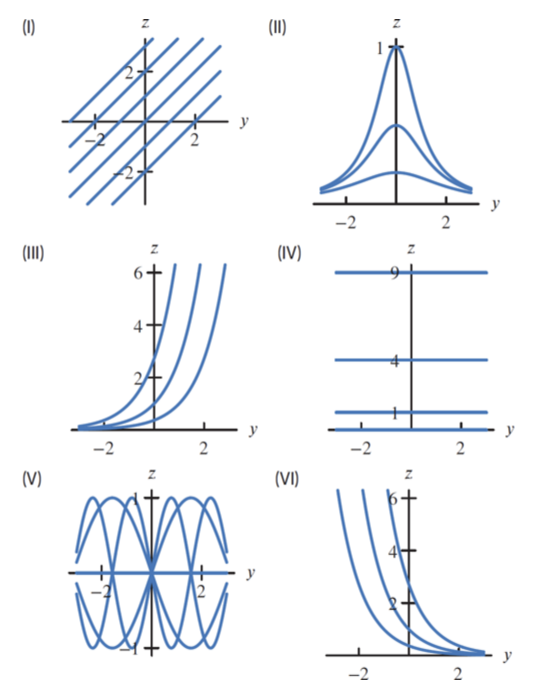 (I) z (II) z
2 1
y
−2 2
−2 y
−2 2
(III) z (IV) z
6 9
4 4
2 1
y y
−2 2 −2 2
(V) z (VI) z
1 6
y 4
−2 2 2
−1 y
−2 2